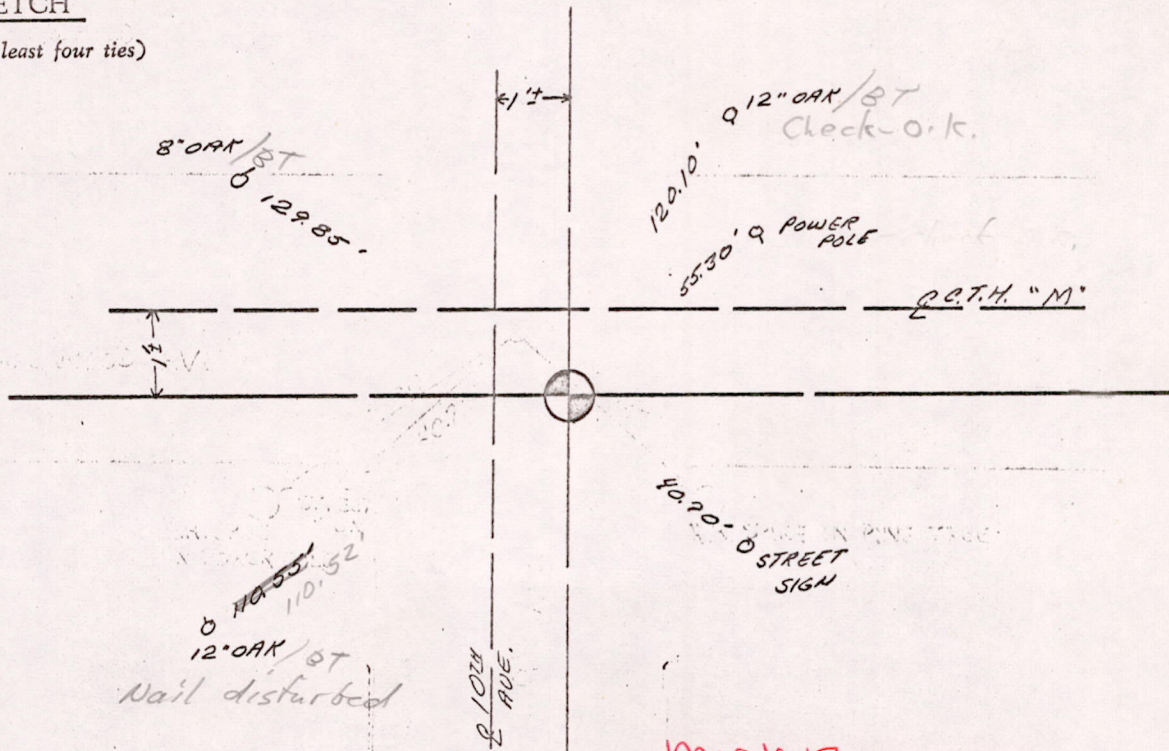 ETCH
least four ties)
1'±
12" OAK /BT
Check-O.K.
8" OAK /BT
129.85'
120.10'
55.30'
POWER
POLE
℄ C.T.H. "M"
40.20'
STREET
SIGN
110.55'
110.52'
12" OAK /BT
Nail disturbed
℄ 10TH
AVE.